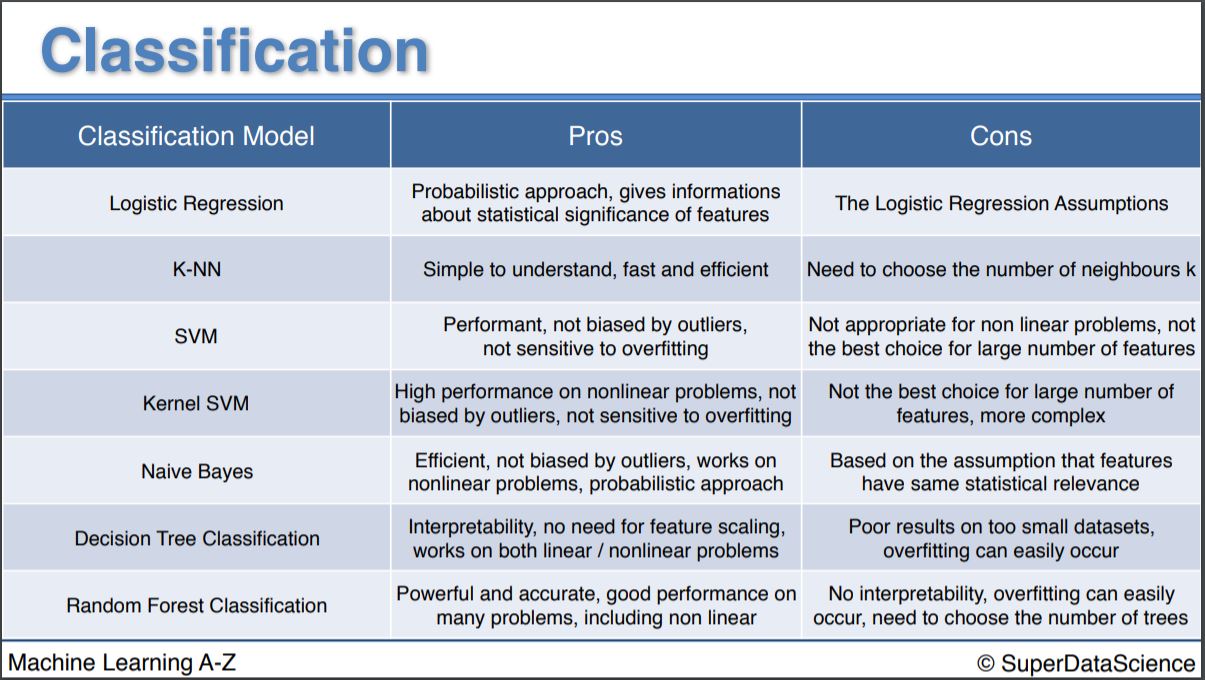 Classification
Classification Model
Pros
Cons
Logistic Regression
Probabilistic approach, gives informations
about statistical significance of features
The Logistic Regression Assumptions
K-NN
Simple to understand, fast and efficient
Need to choose the number of neighbours k
SVM
Performant, not biased by outliers,
not sensitive to overfitting
Not appropriate for non linear problems, not
the best choice for large number of features
Kernel SVM
High performance on nonlinear problems, not
biased by outliers, not sensitive to overfitting
Not the best choice for large number of
features, more complex
Naive Bayes
Efficient, not biased by outliers, works on
nonlinear problems, probabilistic approach
Based on the assumption that features
have same statistical relevance
Decision Tree Classification
Interpretability, no need for feature scaling,
works on both linear / nonlinear problems
Poor results on too small datasets,
overfitting can easily occur
Random Forest Classification
Powerful and accurate, good performance on
many problems, including non linear
No interpretability, overfitting can easily
occur, need to choose the number of trees
Machine Learning A-Z
© SuperDataScience